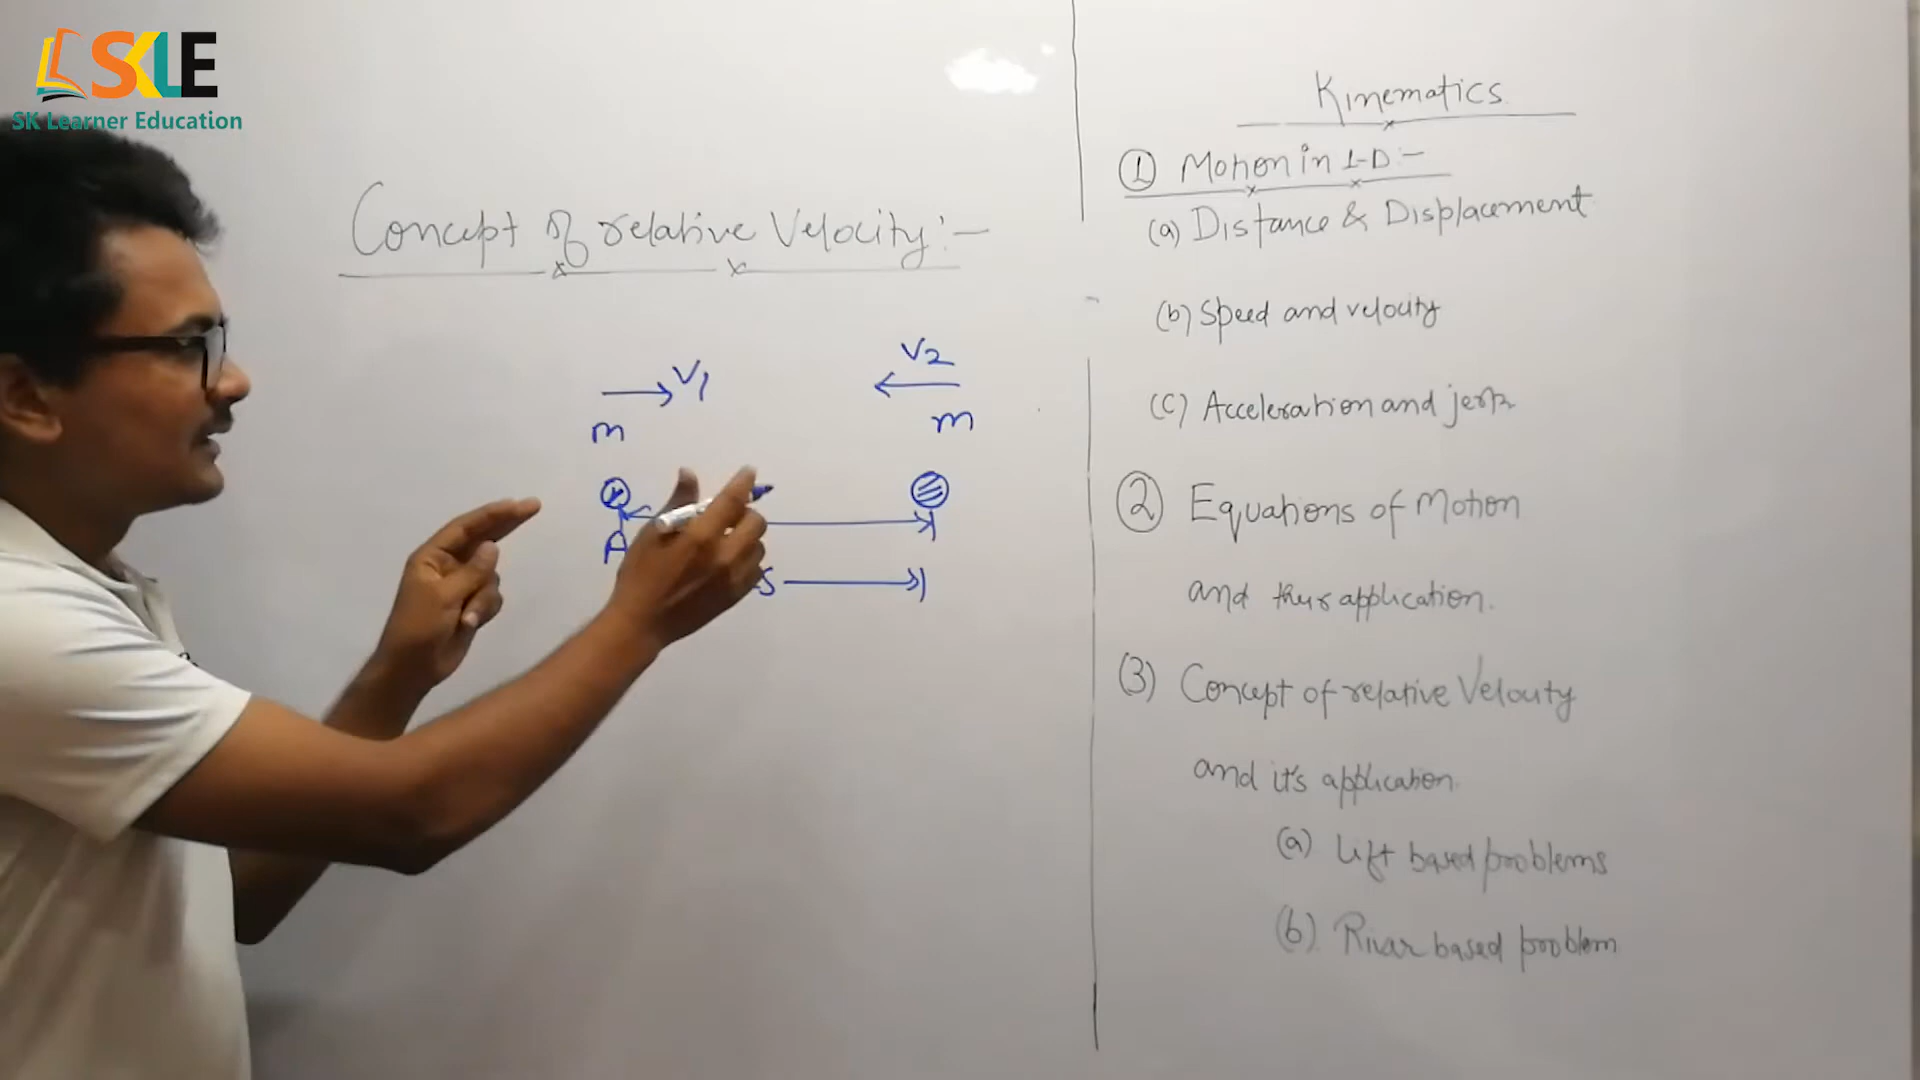 SKLE
SK Learner Education
Concept of relative Velocity:-
V1
V2
m
m
A
S
Kinematics
① Motion in 1-D:-
(a) Distance & Displacement
(b) Speed and velocity
(c) Acceleration and jerk
② Equations of Motion
and their application.
(3) Concept of relative Velocity
and it's application.
(a) Lift based problems
(b) River based problem